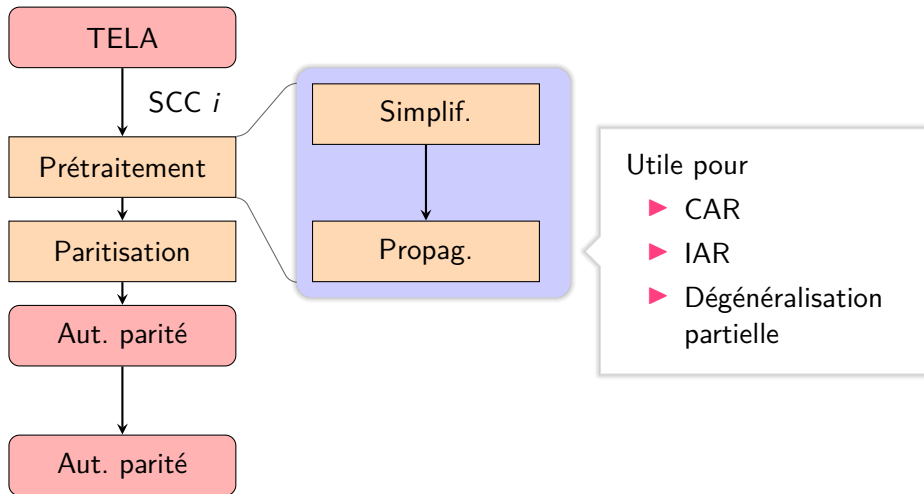 TELA
SCC i
Prétraitement
Paritisation
Aut. parité
Aut. parité
Simplif.
Propag.
Utile pour
CAR
IAR
Dégénéralisation
partielle